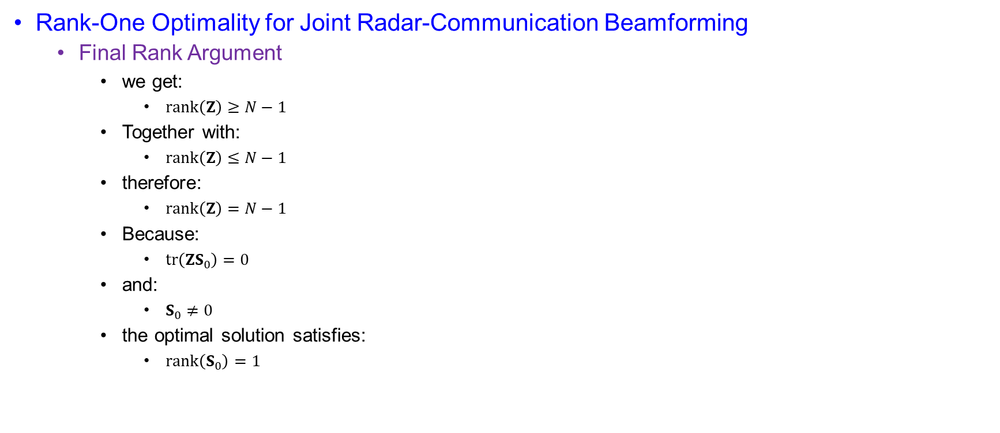 • Rank-One Optimality for Joint Radar-Communication Beamforming
• Final Rank Argument
• we get:
• rank(𝐙) ≥ 𝑁 − 1
• Together with:
• rank(𝐙) ≤ 𝑁 − 1
• therefore:
• rank(𝐙) = 𝑁 − 1
• Because:
• tr(𝐙𝐒₀) = 0
• and:
• 𝐒₀ ≠ 0
• the optimal solution satisfies:
• rank(𝐒₀) = 1